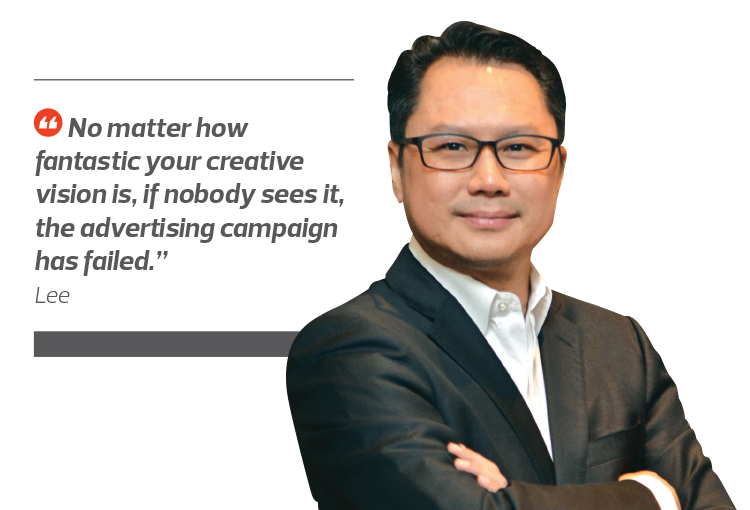 “ No matter how
fantastic your creative
vision is, if nobody sees it,
the advertising campaign
has failed.”
Lee